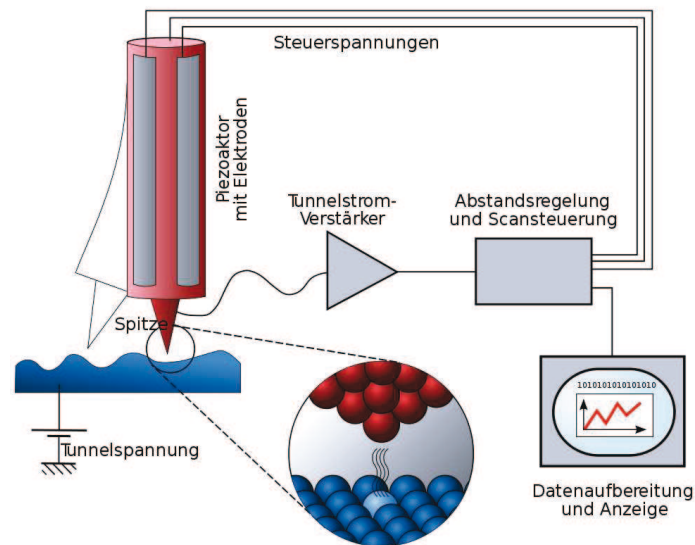 Steuerspannungen
Piezoaktor
mit Elektroden
Tunnelstrom-
Verstärker
Abstandsregelung
und Scansteuerung
Spitze
Tunnelspannung
1010101010101010
Datenaufbereitung
und Anzeige